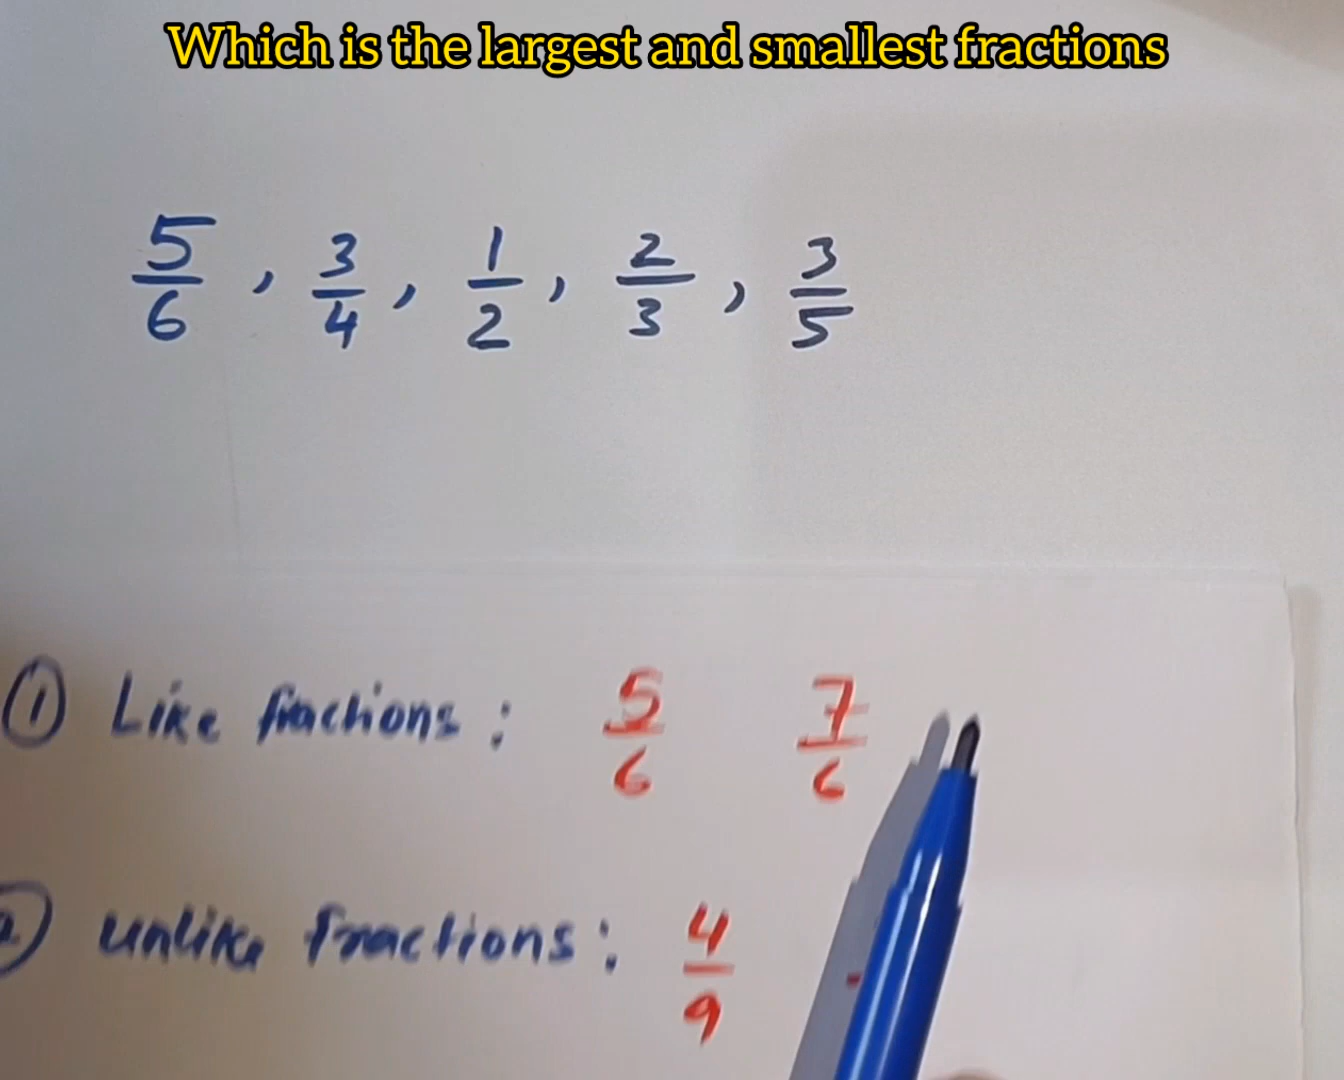 Which is the largest and smallest fractions
5/6, 3/4, 1/2, 2/3, 3/5
① Like fractions: 5/6 7/6
② unlike fractions: 4/9